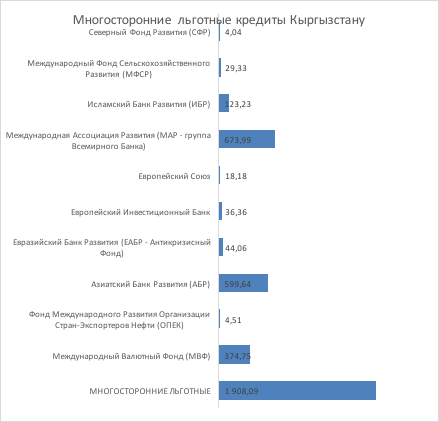 Многосторонние льготные кредиты Кыргызстану
Северный Фонд Развития (СФР)
4,04
Международный Фонд Сельскохозяйственного
Развития (МФСР)
29,33
Исламский Банк Развития (ИБР)
123,23
Международная Ассоциация Развития (МАР - группа
Всемирного Банка)
673,99
Европейский Союз
18,18
Европейский Инвестиционный Банк
36,36
Евразийский Банк Развития (ЕАБР - Антикризисный
Фонд)
44,06
Азиатский Банк Развития (АБР)
599,64
Фонд Международного Развития Организации
Стран-Экспортеров Нефти (ОПЕК)
4,51
Международный Валютный Фонд (МВФ)
374,75
МНОГОСТОРОННИЕ ЛЬГОТНЫЕ
1 908,09